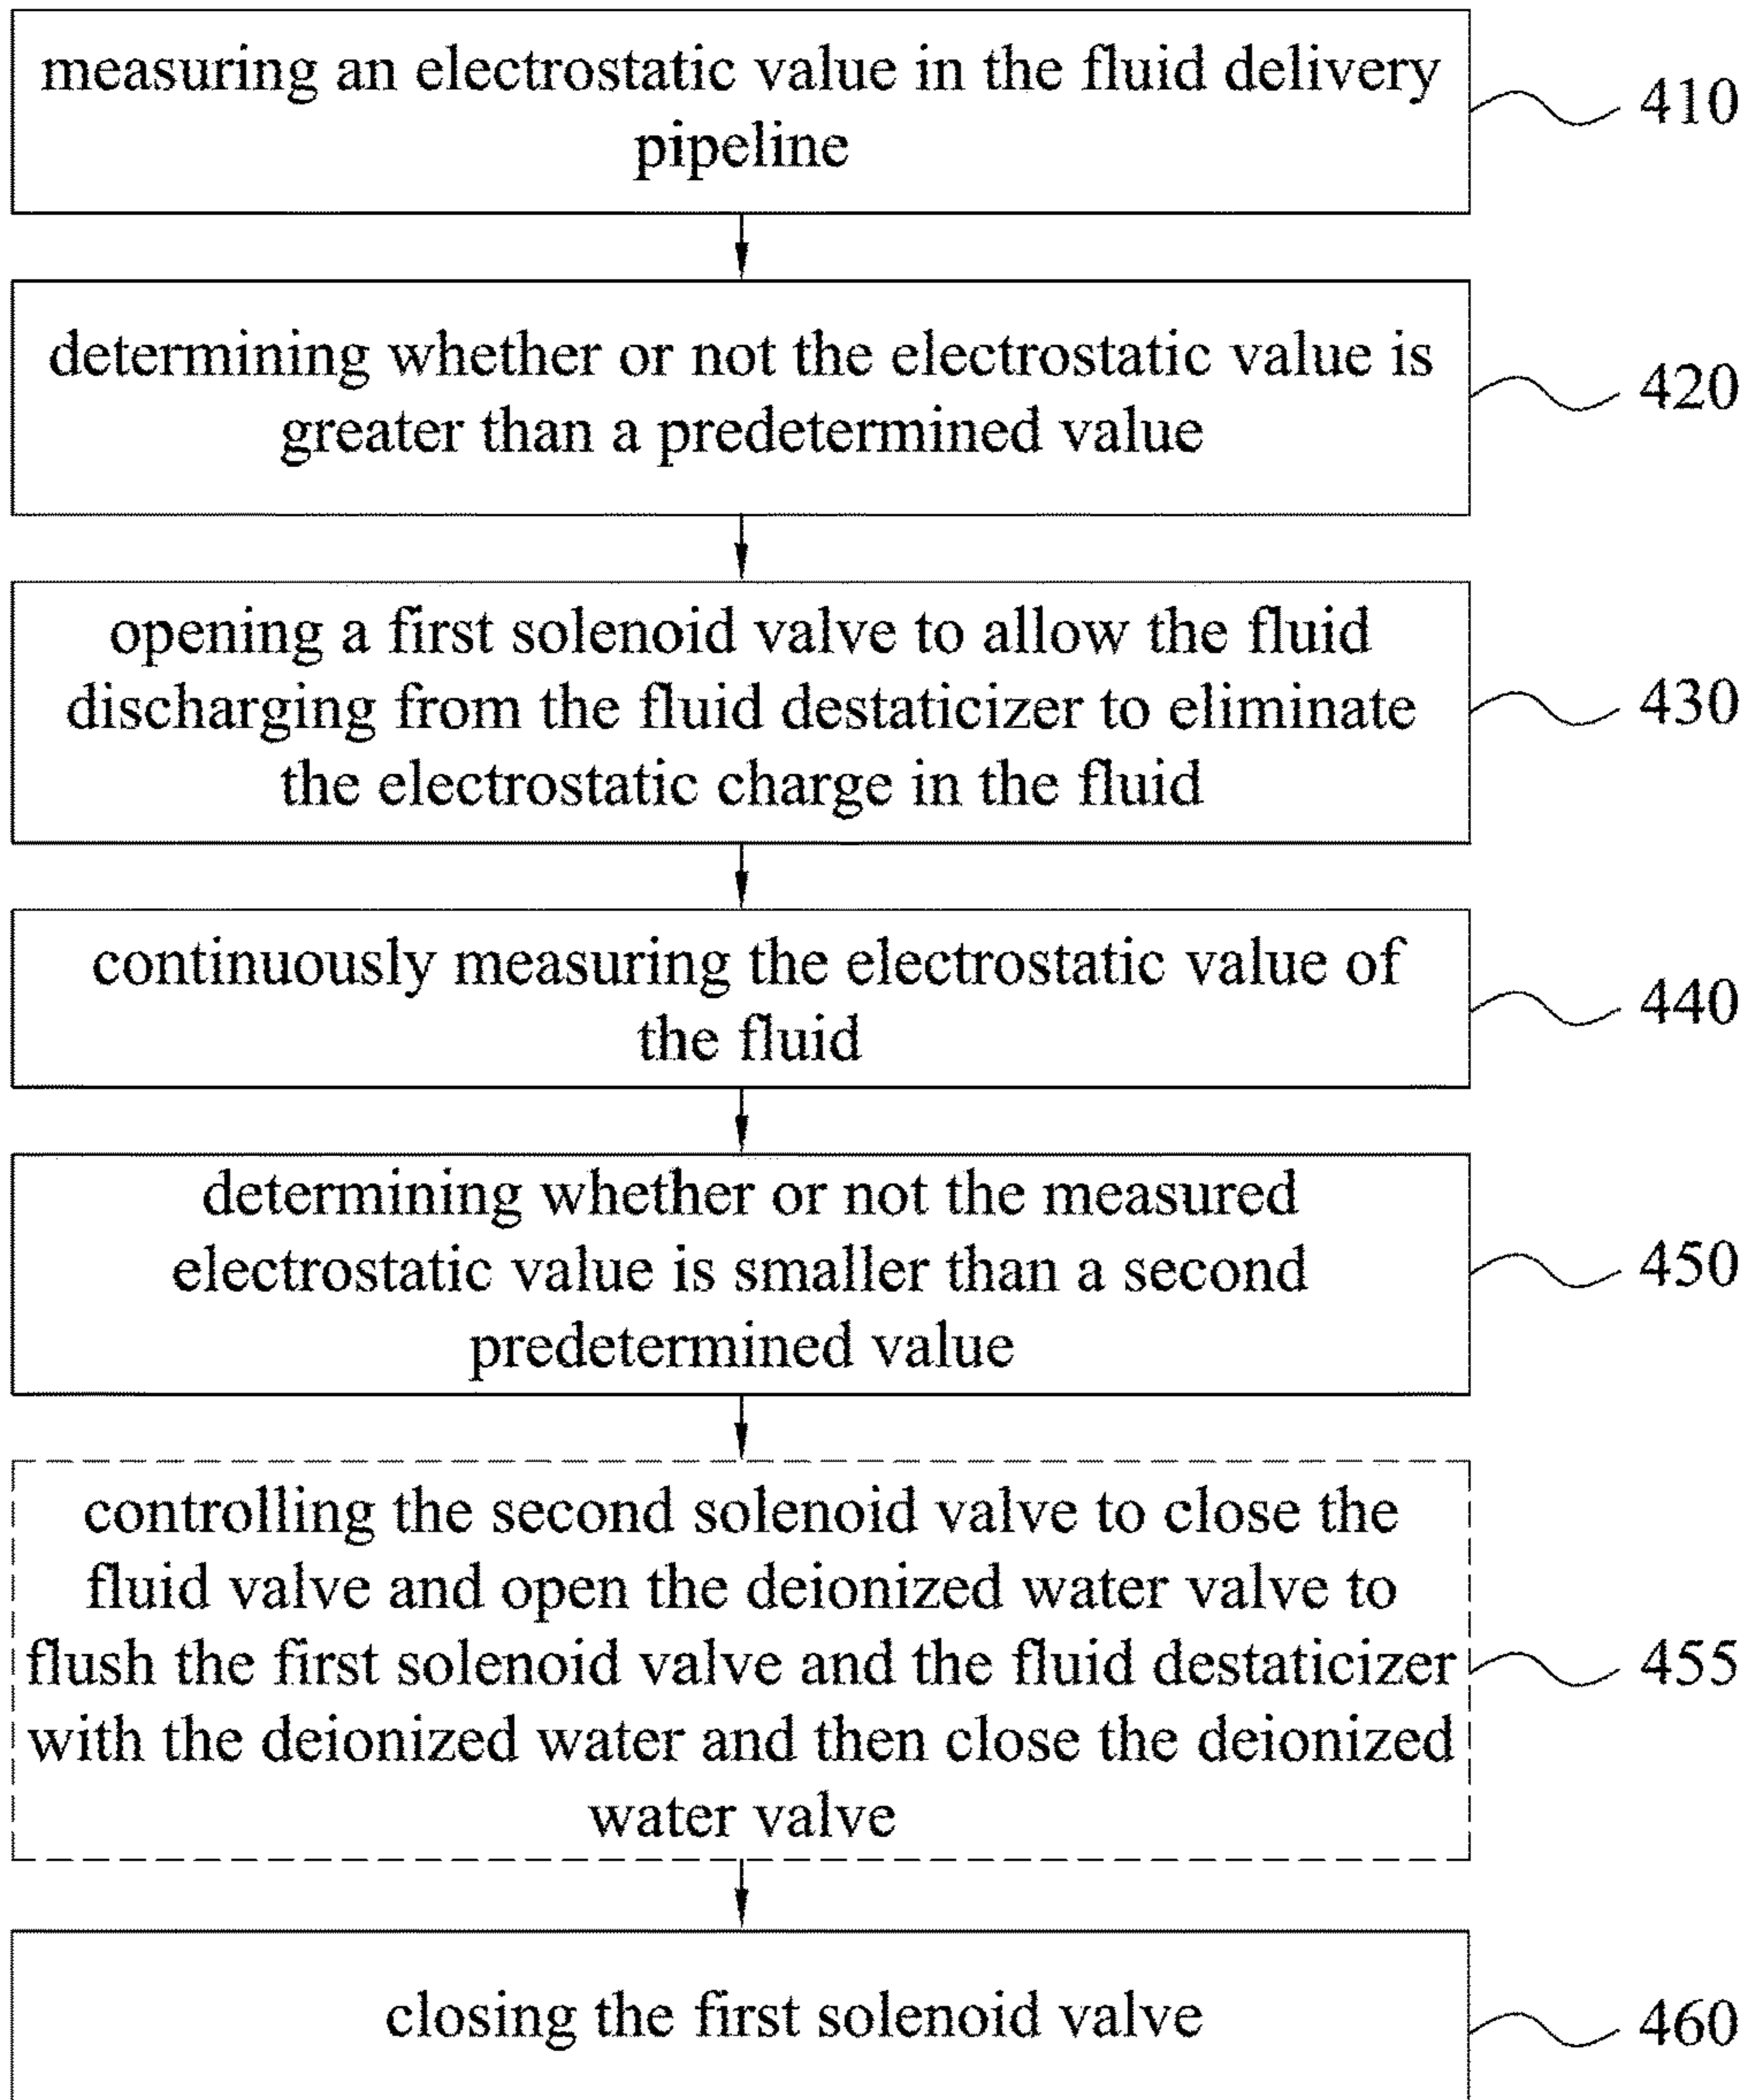 measuring an electrostatic value in the fluid delivery
pipeline
410
determining whether or not the electrostatic value is
greater than a predetermined value
420
opening a first solenoid valve to allow the fluid
discharging from the fluid destaticizer to eliminate
the electrostatic charge in the fluid
430
continuously measuring the electrostatic value of
the fluid
440
determining whether or not the measured
electrostatic value is smaller than a second
predetermined value
450
controlling the second solenoid valve to close the
fluid valve and open the deionized water valve to
flush the first solenoid valve and the fluid destaticizer
with the deionized water and then close the deionized
water valve
455
closing the first solenoid valve
460